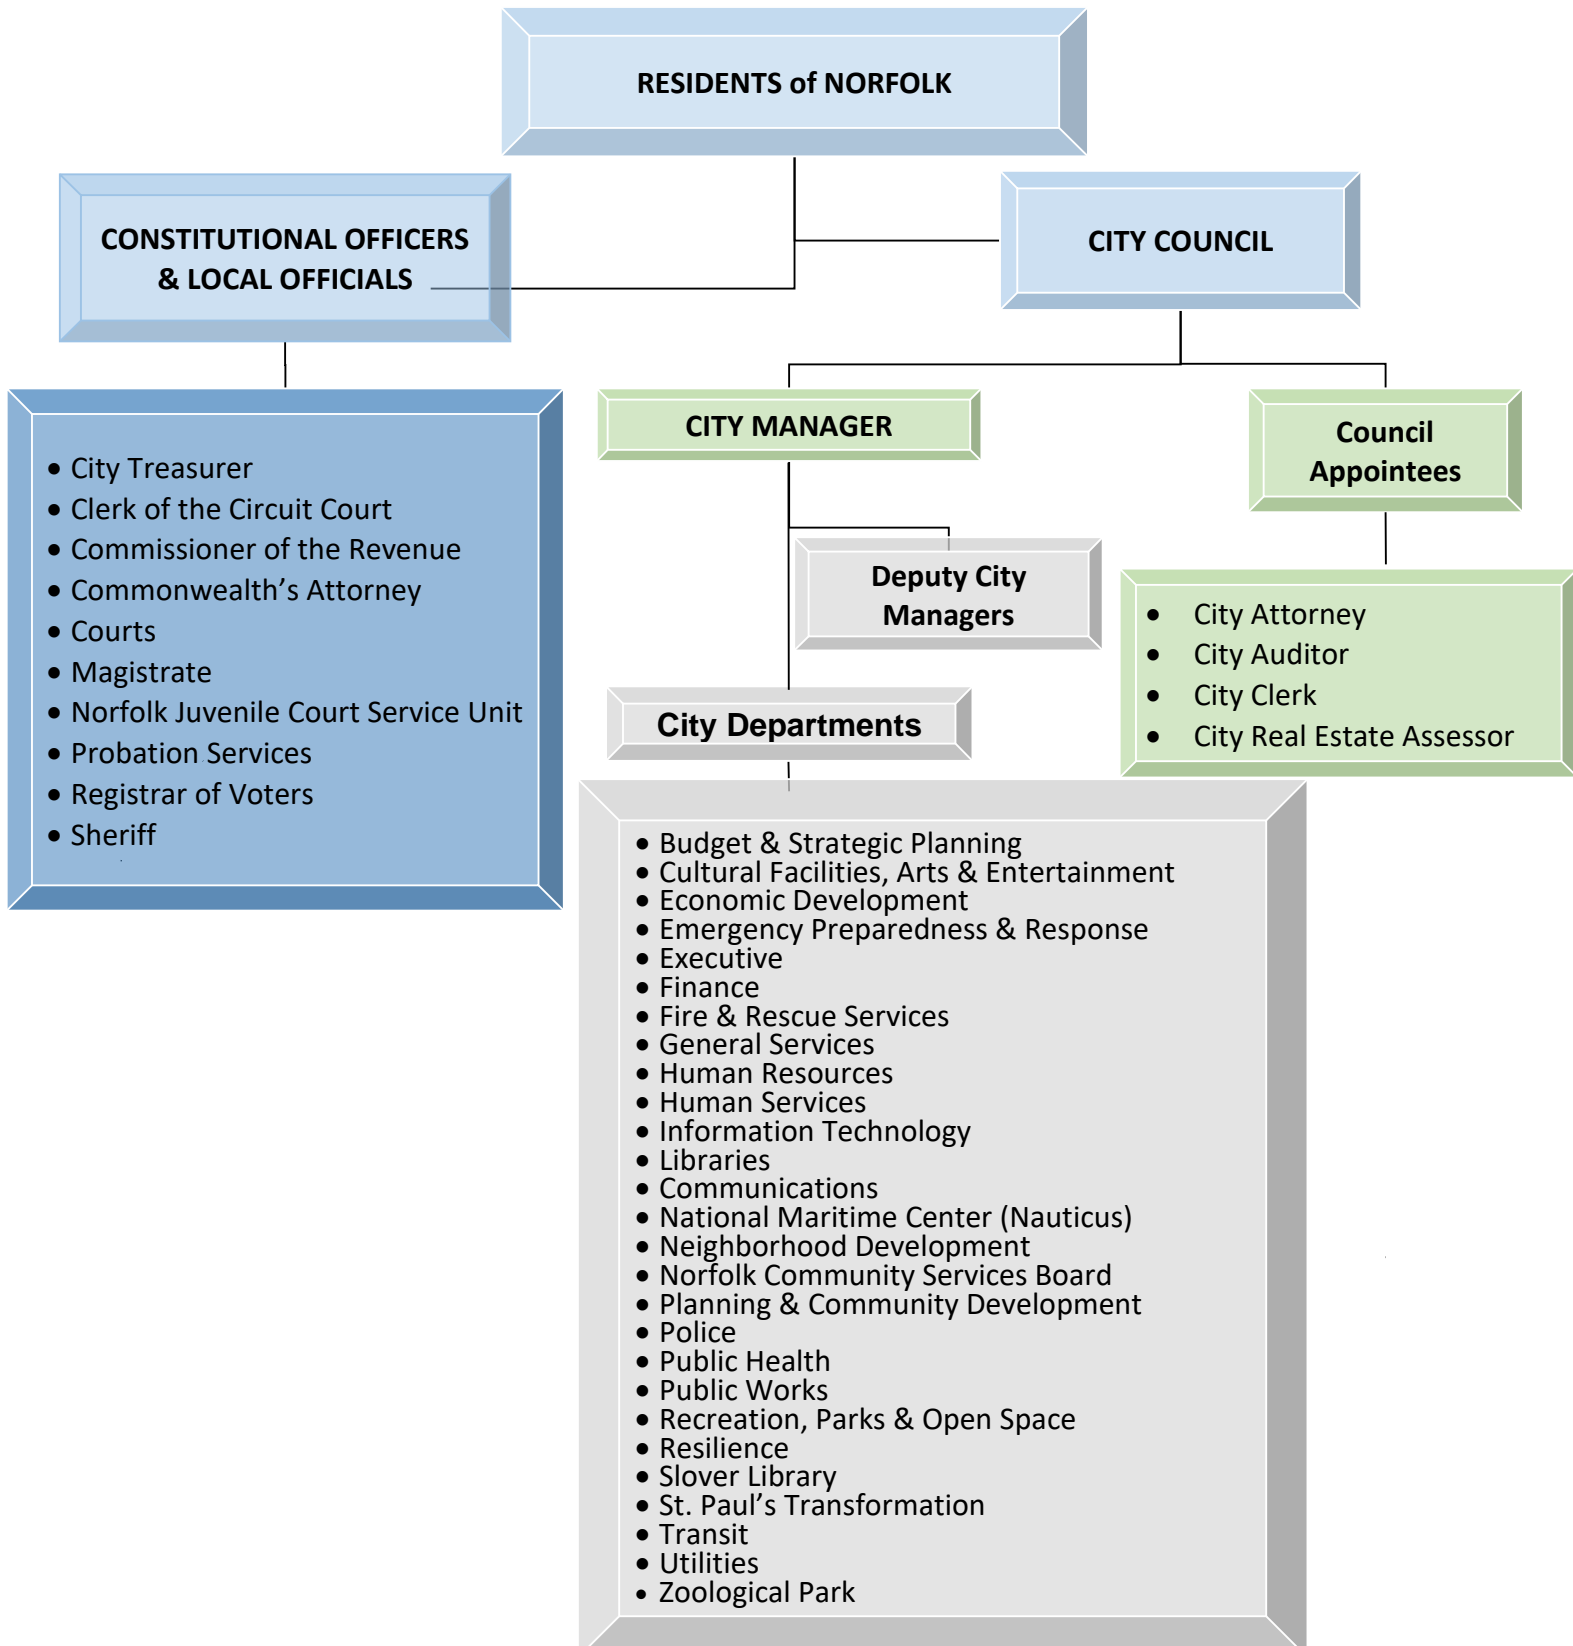 RESIDENTS of NORFOLK
CONSTITUTIONAL OFFICERS
& LOCAL OFFICIALS
CITY COUNCIL
• City Treasurer
• Clerk of the Circuit Court
• Commissioner of the Revenue
• Commonwealth’s Attorney
• Courts
• Magistrate
• Norfolk Juvenile Court Service Unit
• Probation Services
• Registrar of Voters
• Sheriff
CITY MANAGER
Council
Appointees
Deputy City
Managers
• City Attorney
• City Auditor
• City Clerk
• City Real Estate Assessor
City Departments
• Budget & Strategic Planning
• Cultural Facilities, Arts & Entertainment
• Economic Development
• Emergency Preparedness & Response
• Executive
• Finance
• Fire & Rescue Services
• General Services
• Human Resources
• Human Services
• Information Technology
• Libraries
• Communications
• National Maritime Center (Nauticus)
• Neighborhood Development
• Norfolk Community Services Board
• Planning & Community Development
• Police
• Public Health
• Public Works
• Recreation, Parks & Open Space
• Resilience
• Slover Library
• St. Paul’s Transformation
• Transit
• Utilities
• Zoological Park